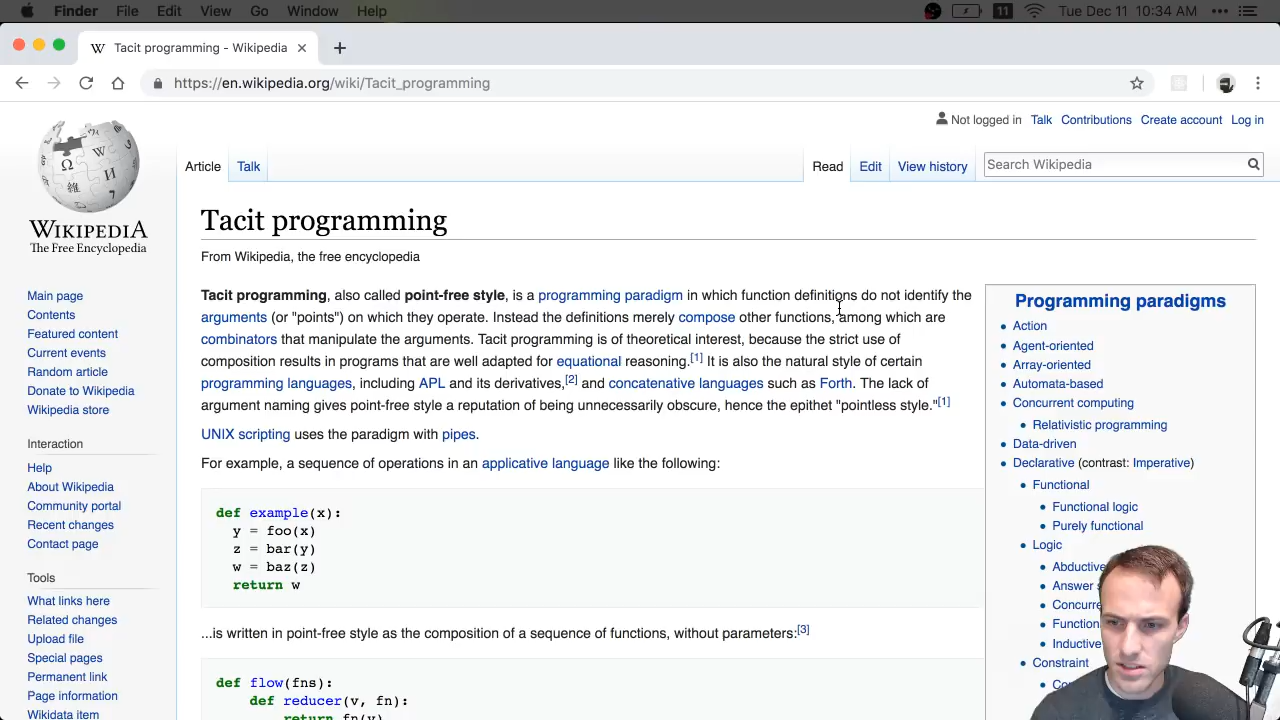 Finder File Edit View Go Window Help
11 Tue Dec 11 10:34 AM
W Tacit programming - Wikipedia
https://en.wikipedia.org/wiki/Tacit_programming
Not logged in Talk Contributions Create account Log in
Article Talk
Read Edit View history
Search Wikipedia
WIKIPEDIA
The Free Encyclopedia
Main page
Contents
Featured content
Current events
Random article
Donate to Wikipedia
Wikipedia store
Interaction
Help
About Wikipedia
Community portal
Recent changes
Contact page
Tools
What links here
Related changes
Upload file
Special pages
Permanent link
Page information
Wikidata item
Tacit programming
From Wikipedia, the free encyclopedia
Tacit programming, also called point-free style, is a programming paradigm in which function definitions do not identify the
arguments (or "points") on which they operate. Instead the definitions merely compose other functions, among which are
combinators that manipulate the arguments. Tacit programming is of theoretical interest, because the strict use of
composition results in programs that are well adapted for equational reasoning.[1] It is also the natural style of certain
programming languages, including APL and its derivatives,[2] and concatenative languages such as Forth. The lack of
argument naming gives point-free style a reputation of being unnecessarily obscure, hence the epithet "pointless style."[1]
UNIX scripting uses the paradigm with pipes.
For example, a sequence of operations in an applicative language like the following:
def example(x):
y = foo(x)
z = bar(y)
w = baz(z)
return w
...is written in point-free style as the composition of a sequence of functions, without parameters:[3]
def flow(fns):
def reducer(v, fn):
return fn(v)
Programming paradigms
Action
Agent-oriented
Array-oriented
Automata-based
Concurrent computing
Relativistic programming
Data-driven
Declarative (contrast: Imperative)
Functional
Functional logic
Purely functional
Logic
Abductive
Answer
Concurre
Function
Inductive
Constraint